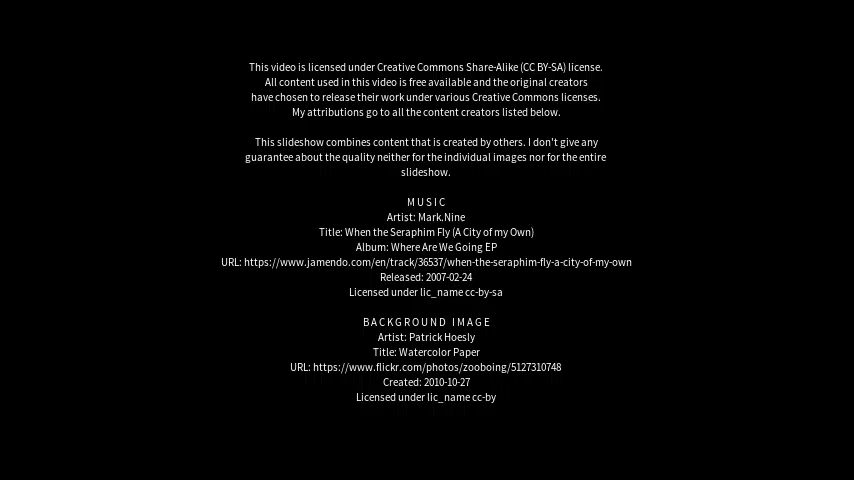 This video is licensed under Creative Commons Share-Alike (CC BY-SA) license.
All content used in this video is free available and the original creators
have chosen to release their work under various Creative Commons licenses.
My attributions go to all the content creators listed below.
This slideshow combines content that is created by others. I don't give any
guarantee about the quality neither for the individual images nor for the entire
slideshow.
MUSIC
Artist: Mark.Nine
Title: When the Seraphim Fly (A City of my Own)
Album: Where Are We Going EP
URL: https://www.jamendo.com/en/track/36537/when-the-seraphim-fly-a-city-of-my-own
Released: 2007-02-24
Licensed under lic_name cc-by-sa
BACKGROUND IMAGE
Artist: Patrick Hoesly
Title: Watercolor Paper
URL: https://www.flickr.com/photos/zooboing/5127310748
Created: 2010-10-27
Licensed under lic_name cc-by